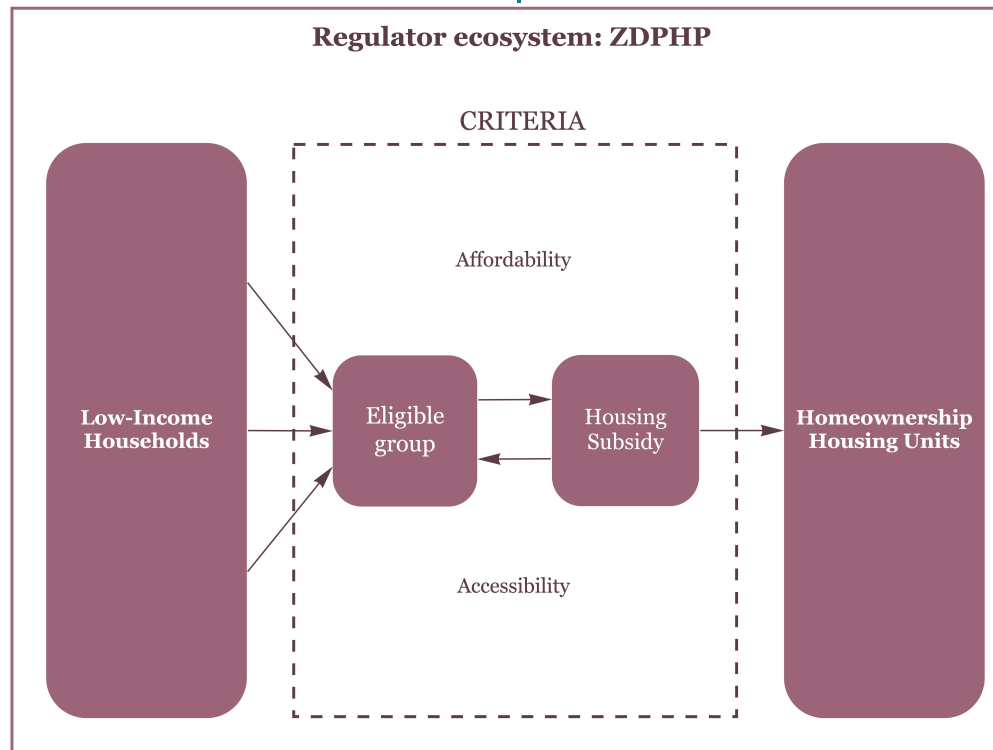 Regulator ecosystem: ZDPHP
CRITERIA
Affordability
Low-Income
Households
Eligible
group
Housing
Subsidy
Homeownership
Housing Units
Accessibility